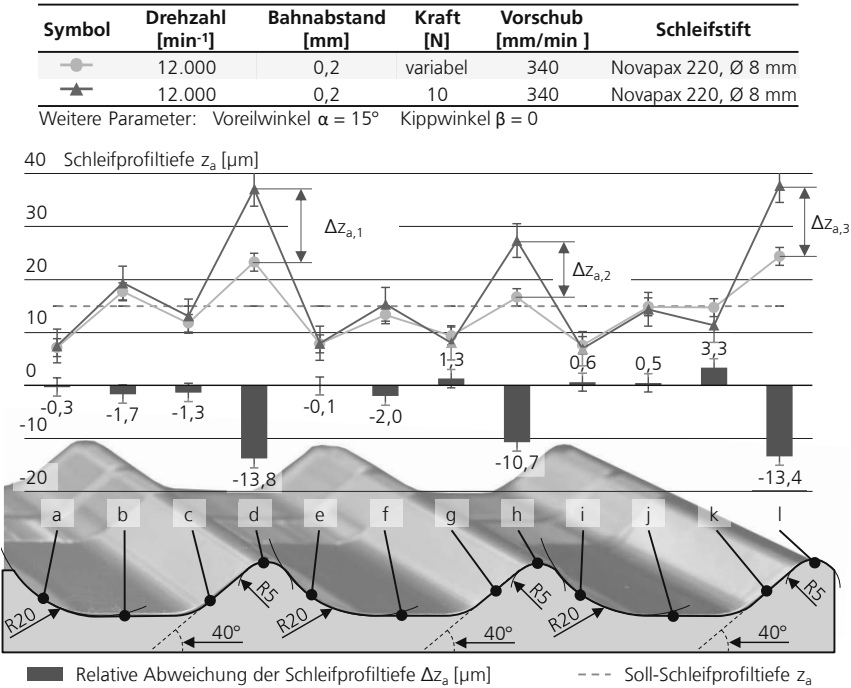 Symbol Drehzahl [min-1] Bahnabstand [mm] Kraft [N] Vorschub [mm/min ] Schleifstift
12.000 0,2 variabel 340 Novapax 220, Ø 8 mm
12.000 0,2 10 340 Novapax 220, Ø 8 mm
Weitere Parameter: Voreilwinkel α = 15° Kippwinkel β = 0
40 Schleifprofiltiefe za [µm]
30
20
10
0
-10
-20
Δza,1
Δza,2
Δza,3
-0,3 -1,7 -1,3 -13,8 -0,1 -2,0 1,3 -10,7 0,6 0,5 3,3 -13,4
a b c d e f g h i j k l
R20 40° R5 R20 40° R5 R20 40° R5
Relative Abweichung der Schleifprofiltiefe Δza [µm] Soll-Schleifprofiltiefe za